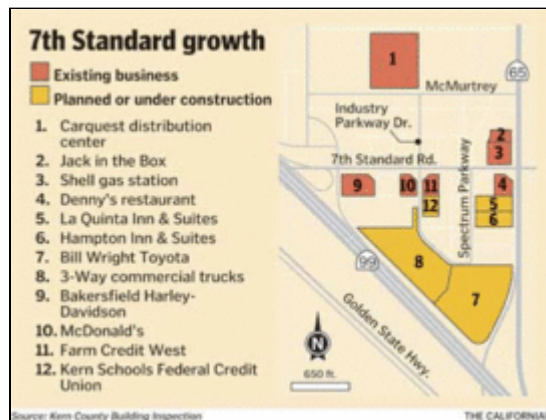 7th Standard growth
Existing business
Planned or under construction
1. Carquest distribution
center
2. Jack in the Box
3. Shell gas station
4. Denny's restaurant
5. La Quinta Inn & Suites
6. Hampton Inn & Suites
7. Bill Wright Toyota
8. 3-Way commercial trucks
9. Bakersfield Harley-
Davidson
10. McDonald's
11. Farm Credit West
12. Kern Schools Federal Credit
Union
1
65
McMurtrey
Industry
Parkway Dr.
2
3
7th Standard Rd.
Spectrum Parkway
9
10
11
12
4
5
6
99
8
7
Golden State Hwy.
N
650 ft.
Source: Kern County Building Inspection
THE CALIFORNIA